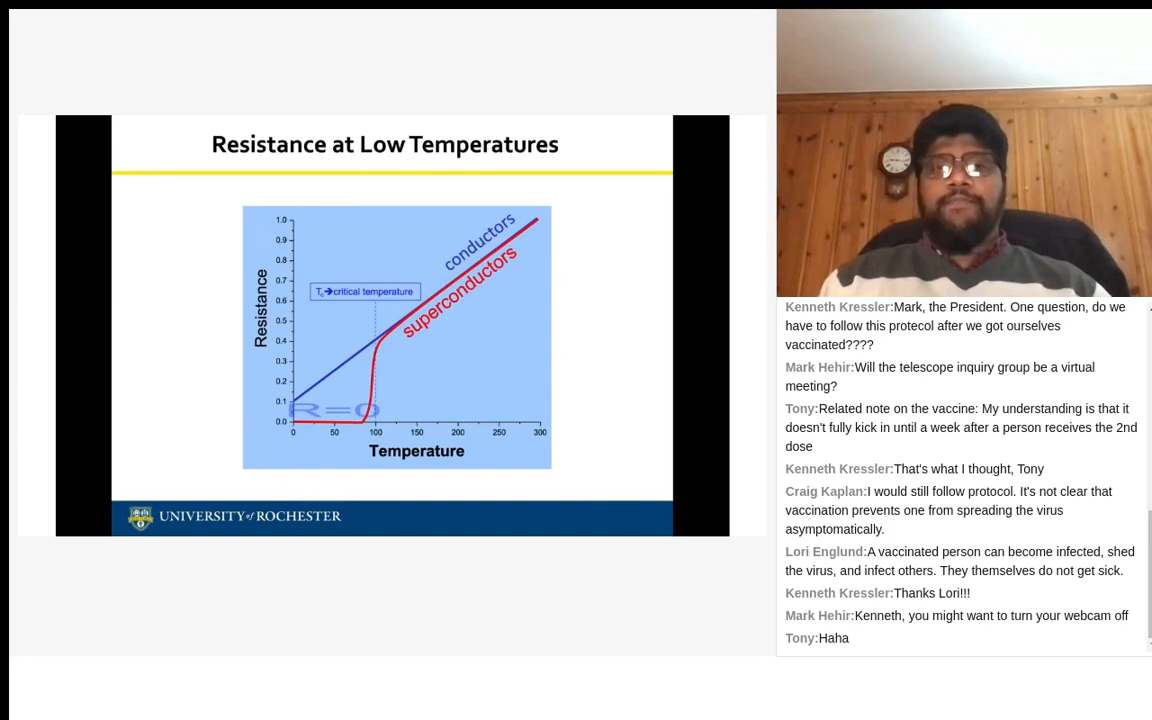 Resistance at Low Temperatures
conductors
superconductors
Tc➔critical temperature
R=0
Resistance
1.0
0.9
0.8
0.7
0.6
0.5
0.4
0.3
0.2
0.1
0.0
0 50 100 150 200 250 300
Temperature
UNIVERSITY of ROCHESTER
Kenneth Kressler:Mark, the President. One question, do we
have to follow this protecol after we got ourselves
vaccinated????
Mark Hehir:Will the telescope inquiry group be a virtual
meeting?
Tony:Related note on the vaccine: My understanding is that it
doesn't fully kick in until a week after a person receives the 2nd
dose
Kenneth Kressler:That's what I thought, Tony
Craig Kaplan:I would still follow protocol. It's not clear that
vaccination prevents one from spreading the virus
asymptomatically.
Lori Englund:A vaccinated person can become infected, shed
the virus, and infect others. They themselves do not get sick.
Kenneth Kressler:Thanks Lori!!!
Mark Hehir:Kenneth, you might want to turn your webcam off
Tony:Haha